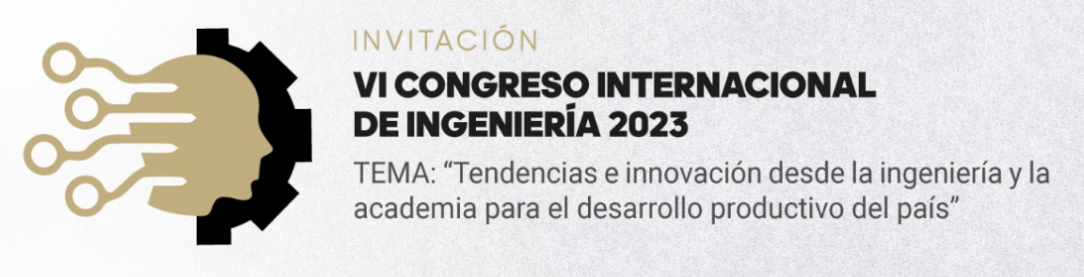 INVITACIÓN
VI CONGRESO INTERNACIONAL
DE INGENIERÍA 2023
TEMA: “Tendencias e innovación desde la ingeniería y la
academia para el desarrollo productivo del país”